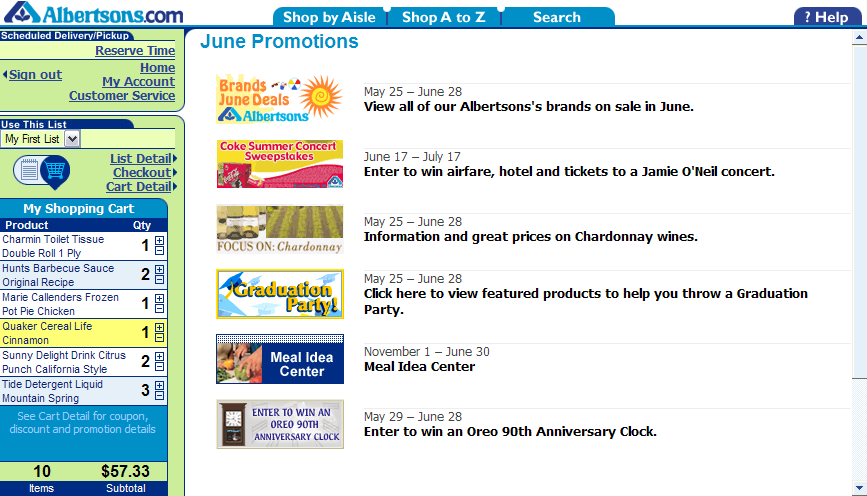 Albertsons.com
Shop by Aisle
Shop A to Z
Search
? Help
Scheduled Delivery/Pickup
Reserve Time
Sign out
Home
My Account
Customer Service
Use This List
My First List
List Detail
Checkout
Cart Detail
My Shopping Cart
Product Qty
Charmin Toilet Tissue
Double Roll 1 Ply
1
Hunts Barbecue Sauce
Original Recipe
2
Marie Callenders Frozen
Pot Pie Chicken
1
Quaker Cereal Life
Cinnamon
1
Sunny Delight Drink Citrus
Punch California Style
2
Tide Detergent Liquid
Mountain Spring
3
See Cart Detail for coupon,
discount and promotion details
10 $57.33
Items Subtotal
June Promotions
Brands
June Deals
Albertsons
May 25 – June 28
View all of our Albertsons's brands on sale in June.
Coke Summer Concert
Sweepstakes
June 17 – July 17
Enter to win airfare, hotel and tickets to a Jamie O'Neil concert.
FOCUS ON: Chardonnay
May 25 – June 28
Information and great prices on Chardonnay wines.
Graduation
Party!
May 25 – June 28
Click here to view featured products to help you throw a Graduation
Party.
Meal Idea
Center
November 1 – June 30
Meal Idea Center
ENTER TO WIN AN
OREO 90TH
ANNIVERSARY CLOCK
May 29 – June 28
Enter to win an Oreo 90th Anniversary Clock.